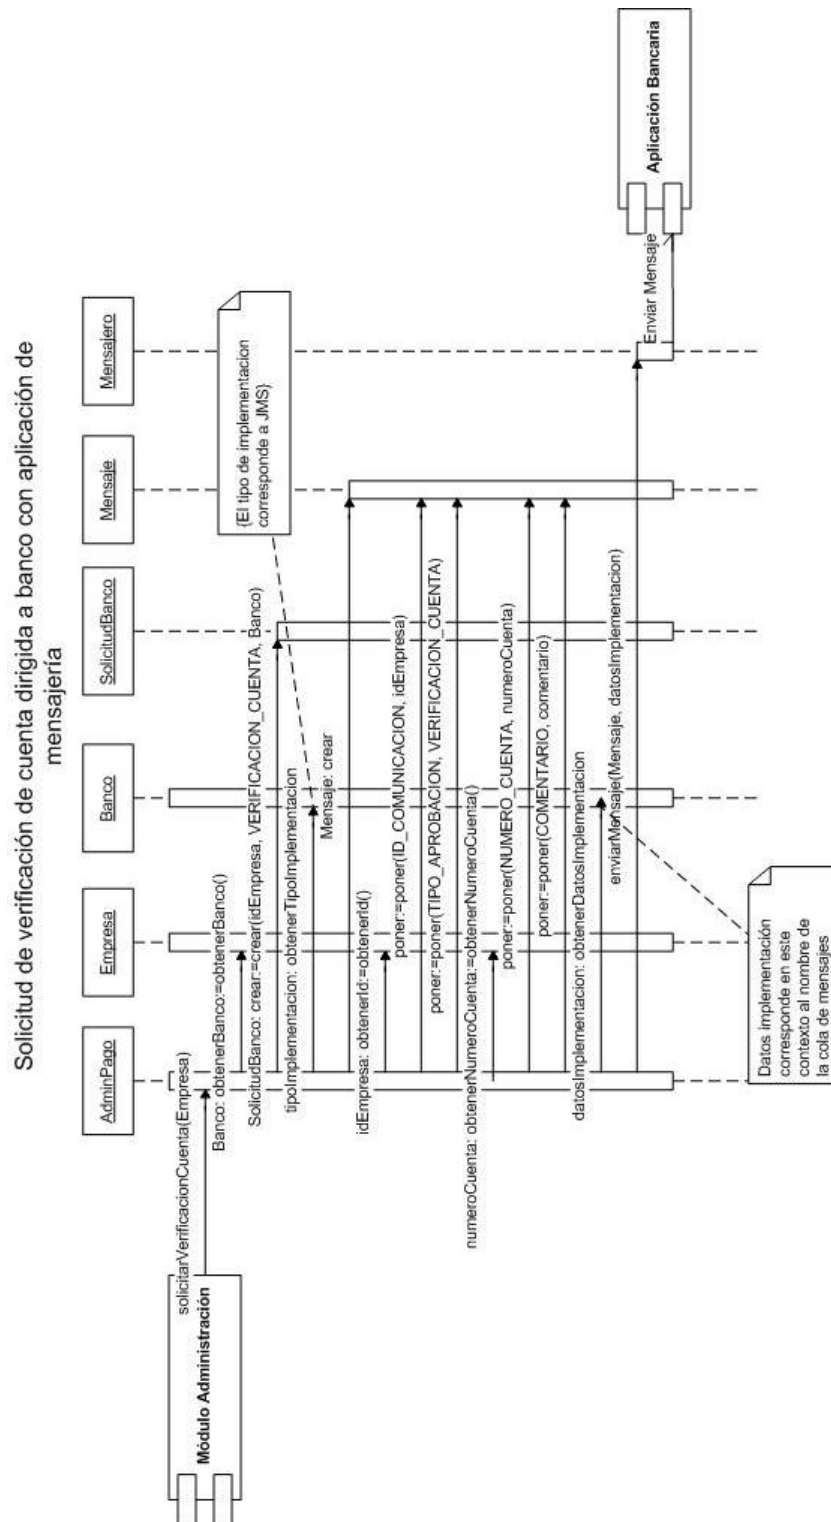 Solicitud de verificación de cuenta dirigida a banco con aplicación de
mensajería
AdminPago
Empresa
Banco
SolicitudBanco
Mensaje
Mensajero
Módulo Administración
solicitarVerificacionCuenta(Empresa)
Banco: obtenerBanco:=obtenerBanco()
SolicitudBanco: crear:=crear(idEmpresa, VERIFICACION_CUENTA, Banco)
tipoImplementacion: obtenerTipoImplementacion
{El tipo de implementacion
corresponde a JMS}
Mensaje: crear
idEmpresa: obtenerId:=obtenerId()
poner:=poner(ID_COMUNICACION, idEmpresa)
poner:=poner(TIPO_APROBACION, VERIFICACION_CUENTA)
numeroCuenta: obtenerNumeroCuenta:=obtenerNumeroCuenta()
poner:=poner(NUMERO_CUENTA, numeroCuenta)
poner:=poner(COMENTARIO, comentario)
datosImplementacion: obtenerDatosImplementacion
enviarMensaje(Mensaje, datosImplementacion)
Enviar Mensaje
Aplicación Bancaria
Datos implementación
corresponde en este
contexto al nombre de
la cola de mensajes